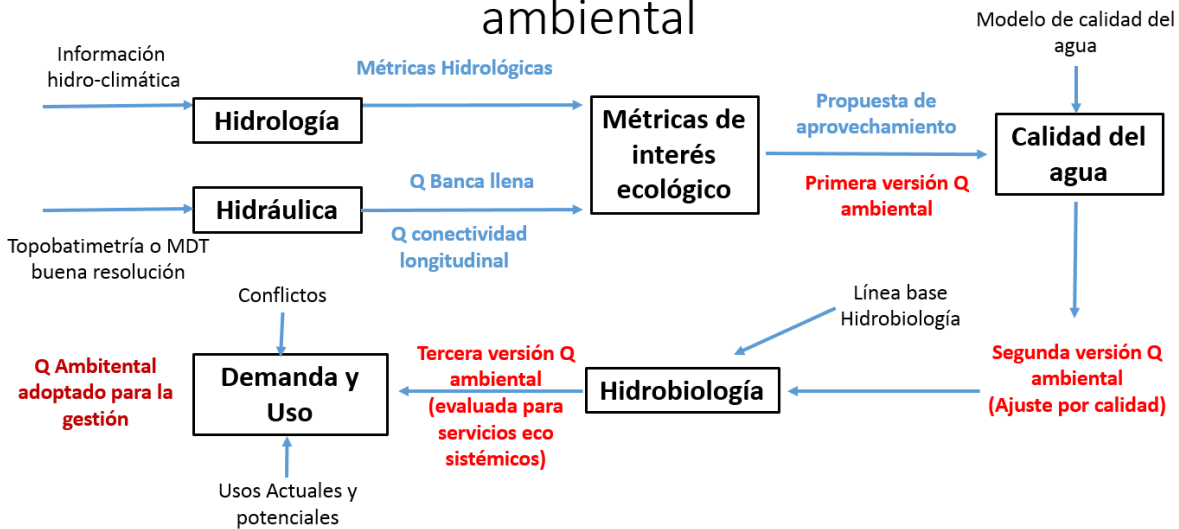 ambiental
Modelo de calidad del
agua
Información
hidro-climática
Métricas Hidrológicas
Hidrología
Métricas de
interés
ecológico
Propuesta de
aprovechamiento
Calidad del
agua
Q Banca llena
Primera versión Q
ambiental
Hidráulica
Q conectividad
longitudinal
Topobatimetría o MDT
buena resolución
Conflictos
Línea base
Hidrobiología
Q Ambitental
adoptado para la
gestión
Demanda y
Uso
Tercera versión Q
ambiental
(evaluada para
servicios eco
sistémicos)
Hidrobiología
Segunda versión Q
ambiental
(Ajuste por calidad)
Usos Actuales y
potenciales